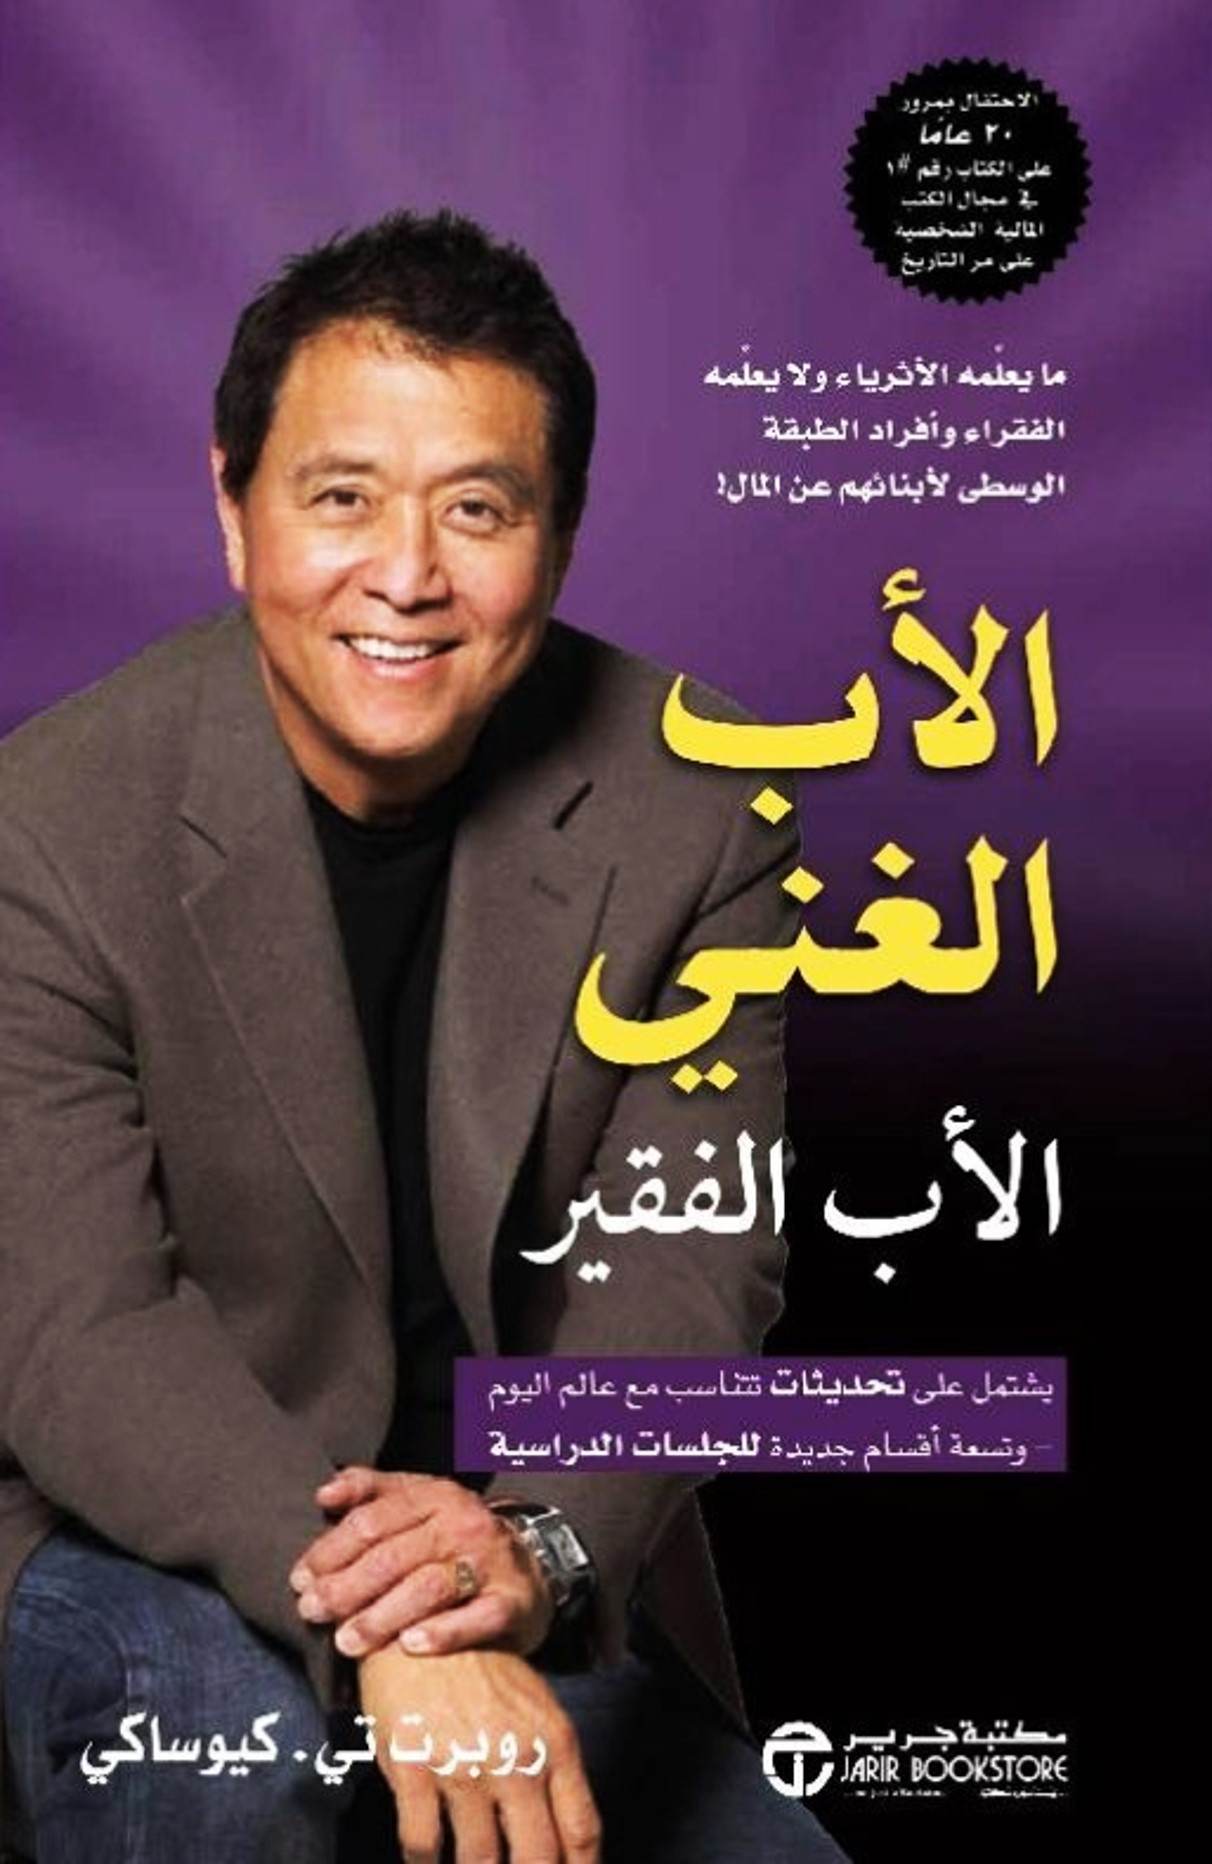 الاحتفال بمرور
٢٠ عامًا
على الكتاب رقم #١
في مجال الكتب
المالية الشخصية
على مر التاريخ
ما يعلّمه الأثرياء ولا يعلّمه
الفقراء وأفراد الطبقة
الوسطى لأبنائهم عن المال!
الأب
الغني
الأب الفقير
يشتمل على تحديثات تتناسب مع عالم اليوم
– وتسعة أقسام جديدة للجلسات الدراسية
روبرت تي. كيوساكي
مكتبة جرير
JARIR BOOKSTORE